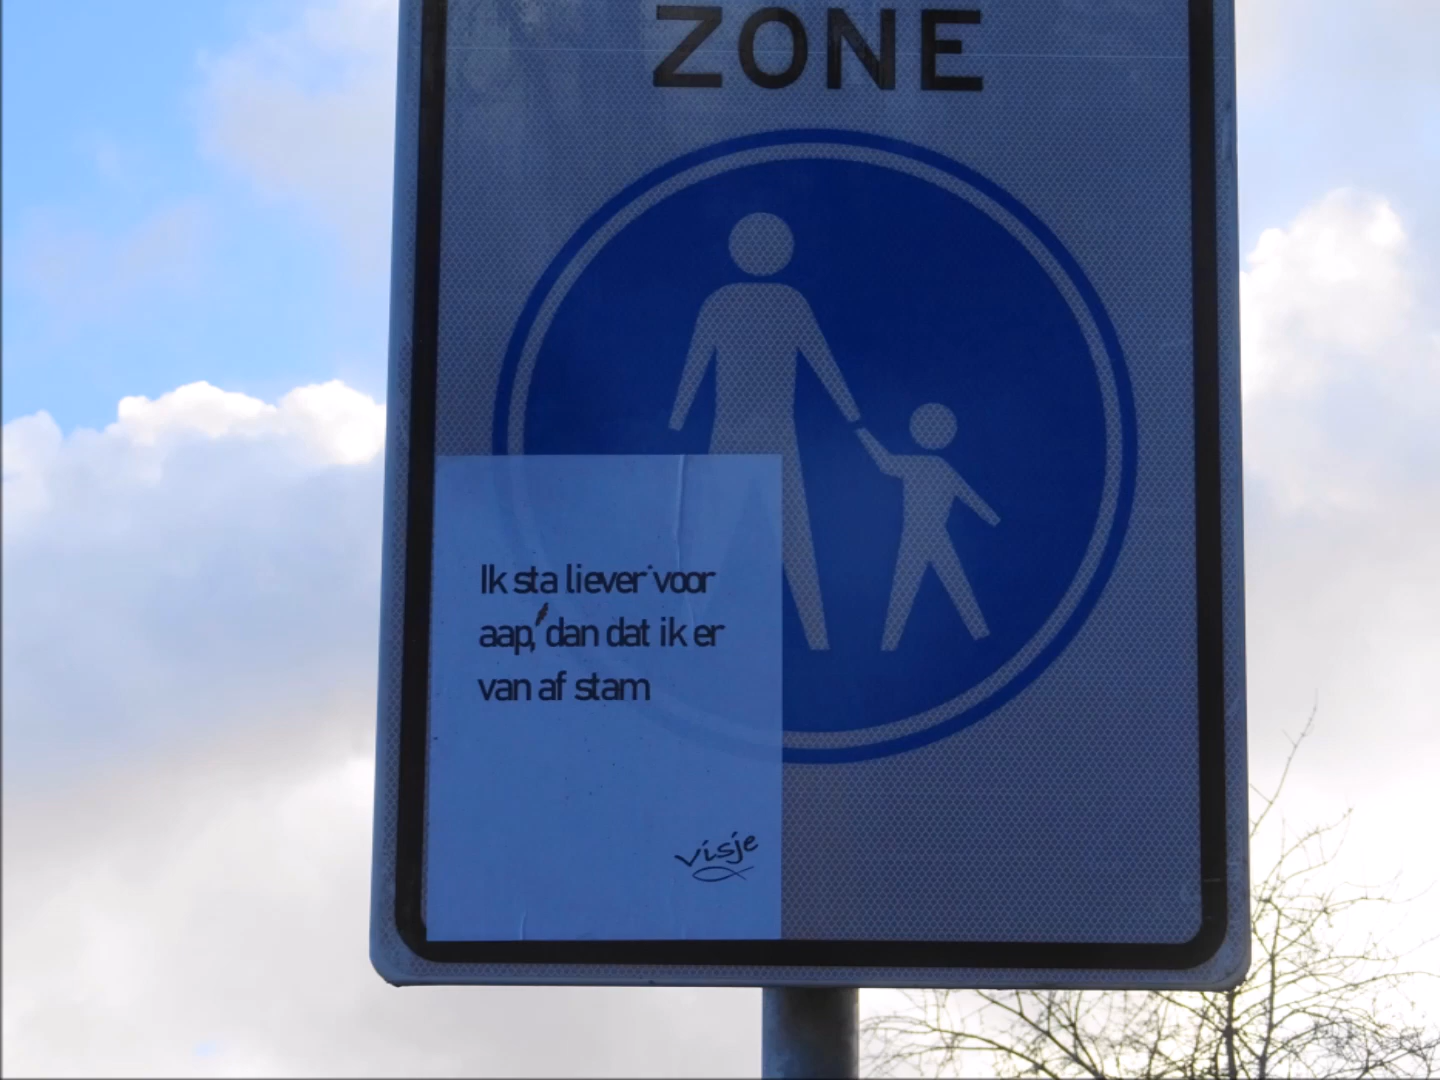 ZONE
Ik sta liever voor
aap, dan dat ik er
van af stam
visje